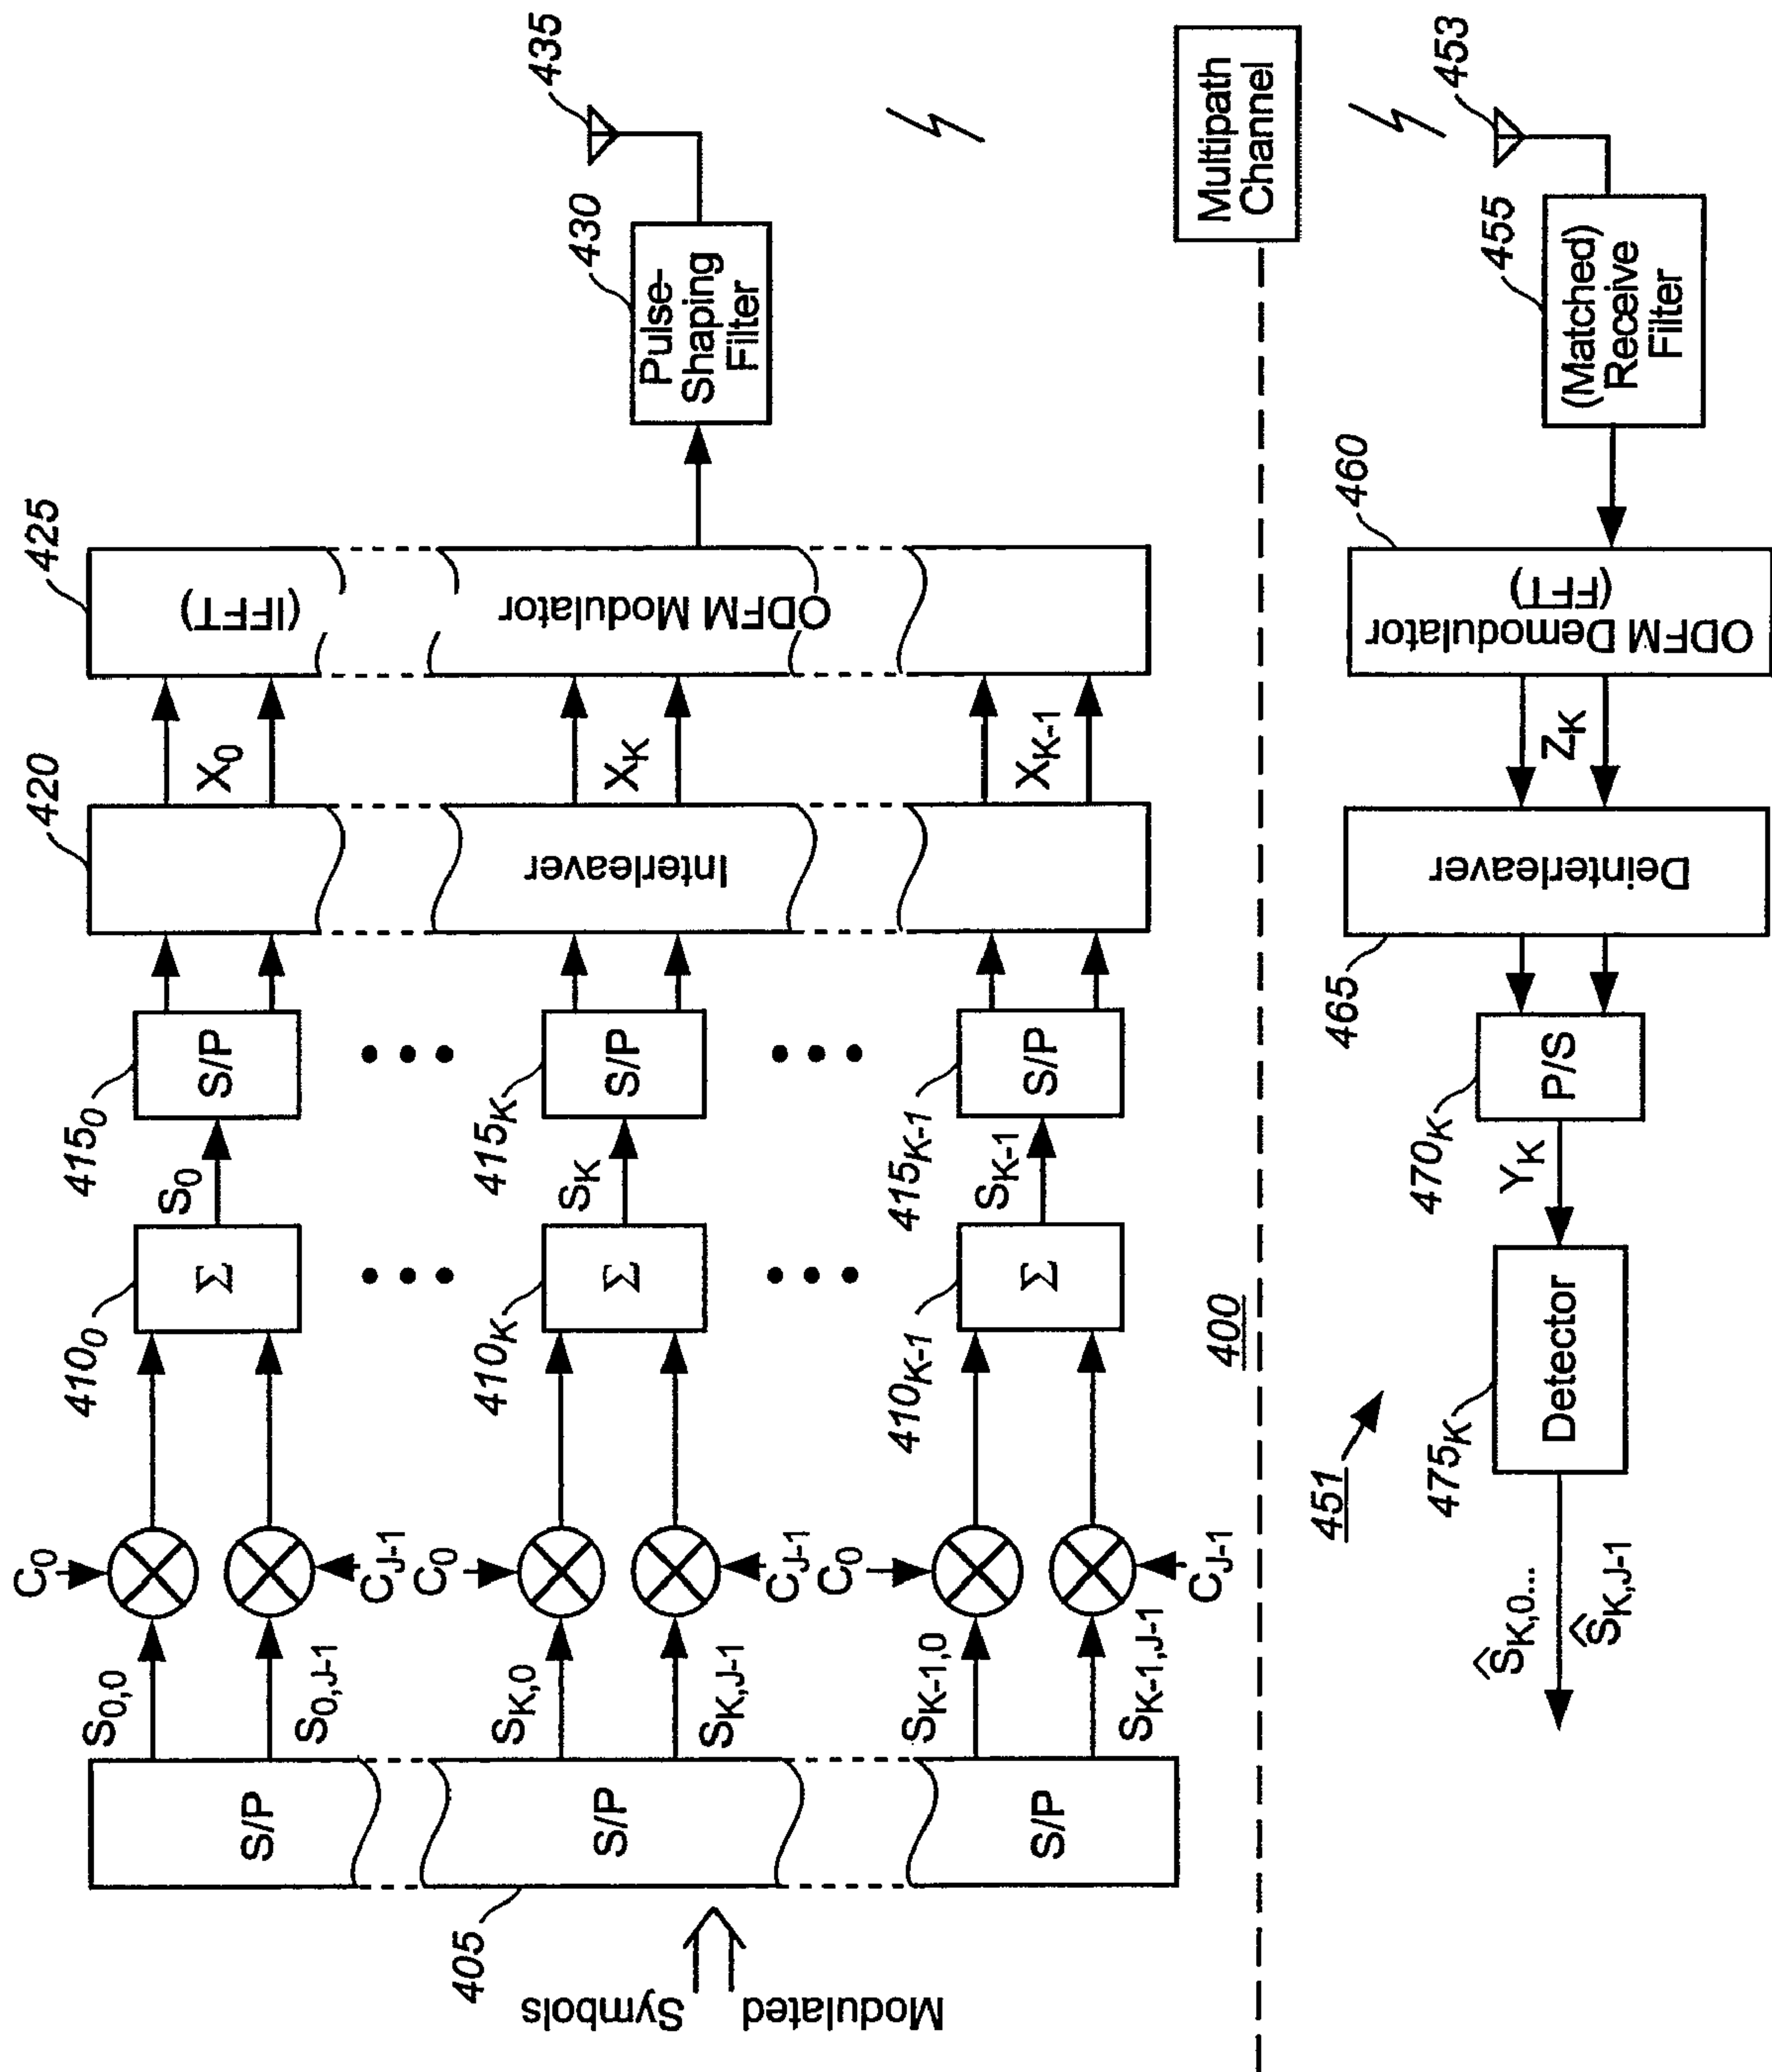 Modulated
Symbols
405
S/P
S/P
S/P
S0,0
S0,J-1
SK,0
SK,J-1
SK-1,0
SK-1,J-1
C0
CJ-1
C0
CJ-1
C0
CJ-1
4100
Σ
410K
Σ
410K-1
Σ
S0
SK
SK-1
4150
S/P
415K
S/P
415K-1
S/P
420
Interleaver
X0
XK
XK-1
425
(IFFT)
ODFM Modulator
430
Pulse-
Shaping
Filter
435
400
Multipath
Channel
451
453
455
(Matched)
Receive
Filter
460
ODFM Demodulator
(FFT)
ZK
465
Deinterleaver
470K
P/S
YK
475K
Detector
ŜK,0...
ŜK,J-1